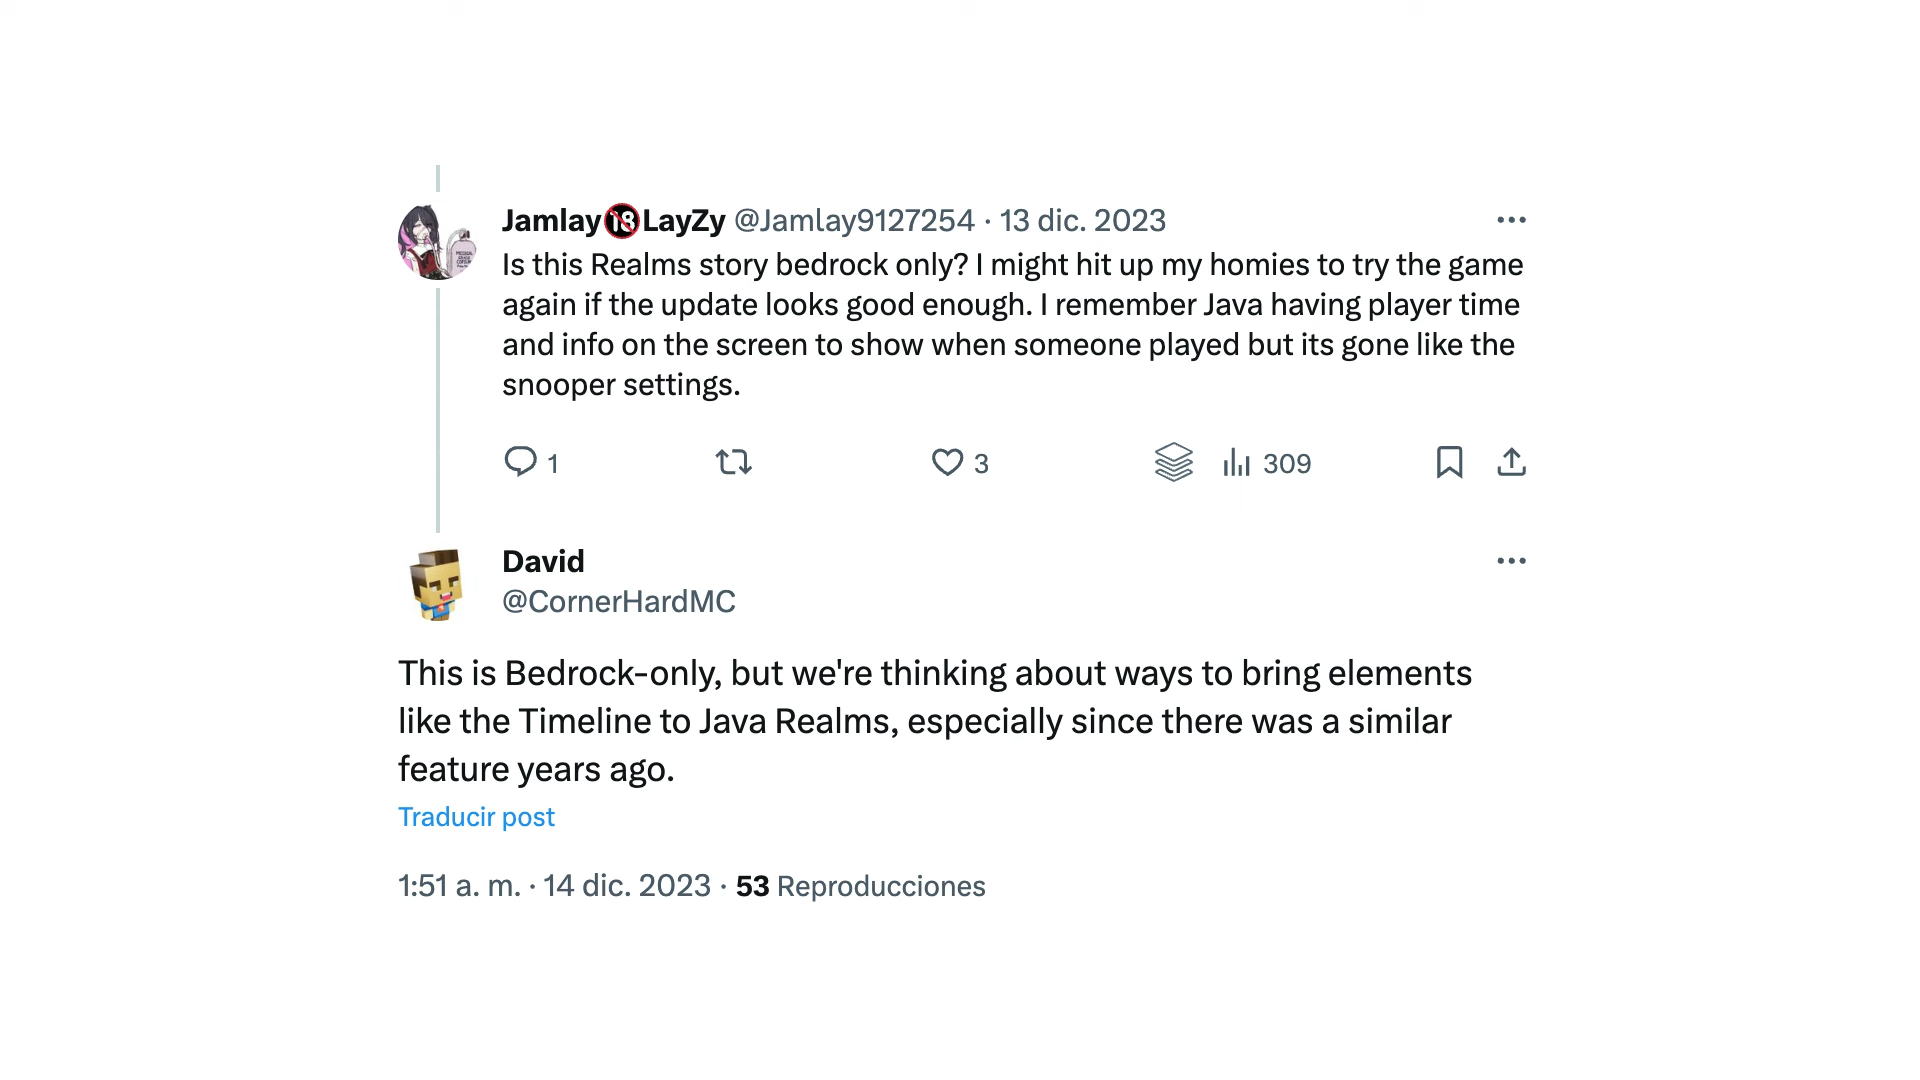 Jamlay🔞LayZy @Jamlay9127254 · 13 dic. 2023
Is this Realms story bedrock only? I might hit up my homies to try the game
again if the update looks good enough. I remember Java having player time
and info on the screen to show when someone played but its gone like the
snooper settings.
1 3 309
David
@CornerHardMC
This is Bedrock-only, but we're thinking about ways to bring elements
like the Timeline to Java Realms, especially since there was a similar
feature years ago.
Traducir post
1:51 a. m. · 14 dic. 2023 · 53 Reproducciones